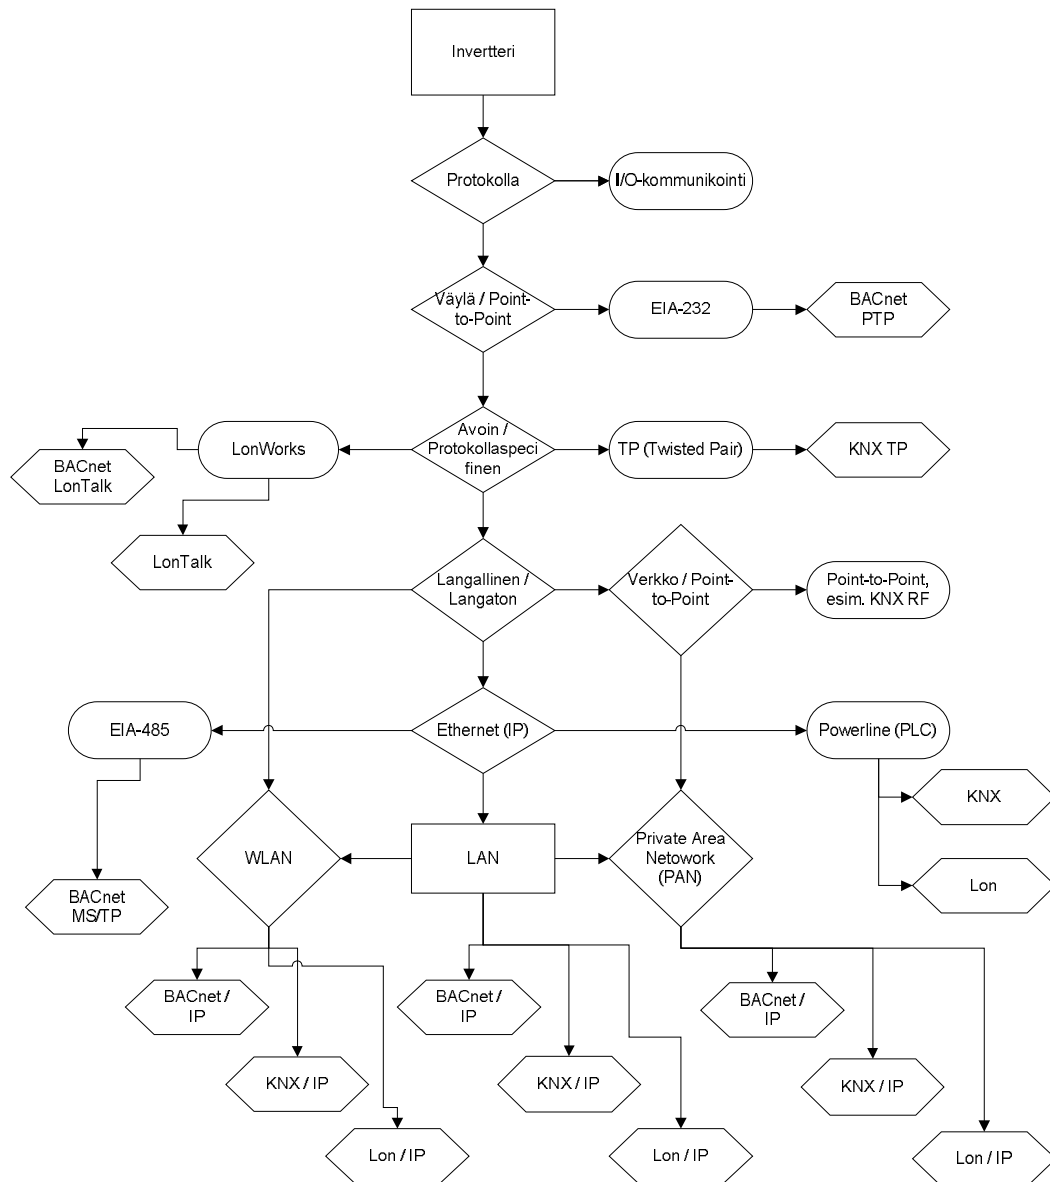 Invertteri
Protokolla
I/O-kommunikointi
Väylä / Point-
to-Point
EIA-232
BACnet
PTP
Avoin /
Protokollaspeci
finen
LonWorks
TP (Twisted Pair)
KNX TP
BACnet
LonTalk
LonTalk
Langallinen /
Langaton
Verkko / Point-
to-Point
Point-to-Point,
esim. KNX RF
EIA-485
Ethernet (IP)
Powerline (PLC)
KNX
WLAN
LAN
Private Area
Netowork
(PAN)
Lon
BACnet
MS/TP
BACnet /
IP
BACnet /
IP
BACnet /
IP
KNX / IP
KNX / IP
KNX / IP
Lon / IP
Lon / IP
Lon / IP